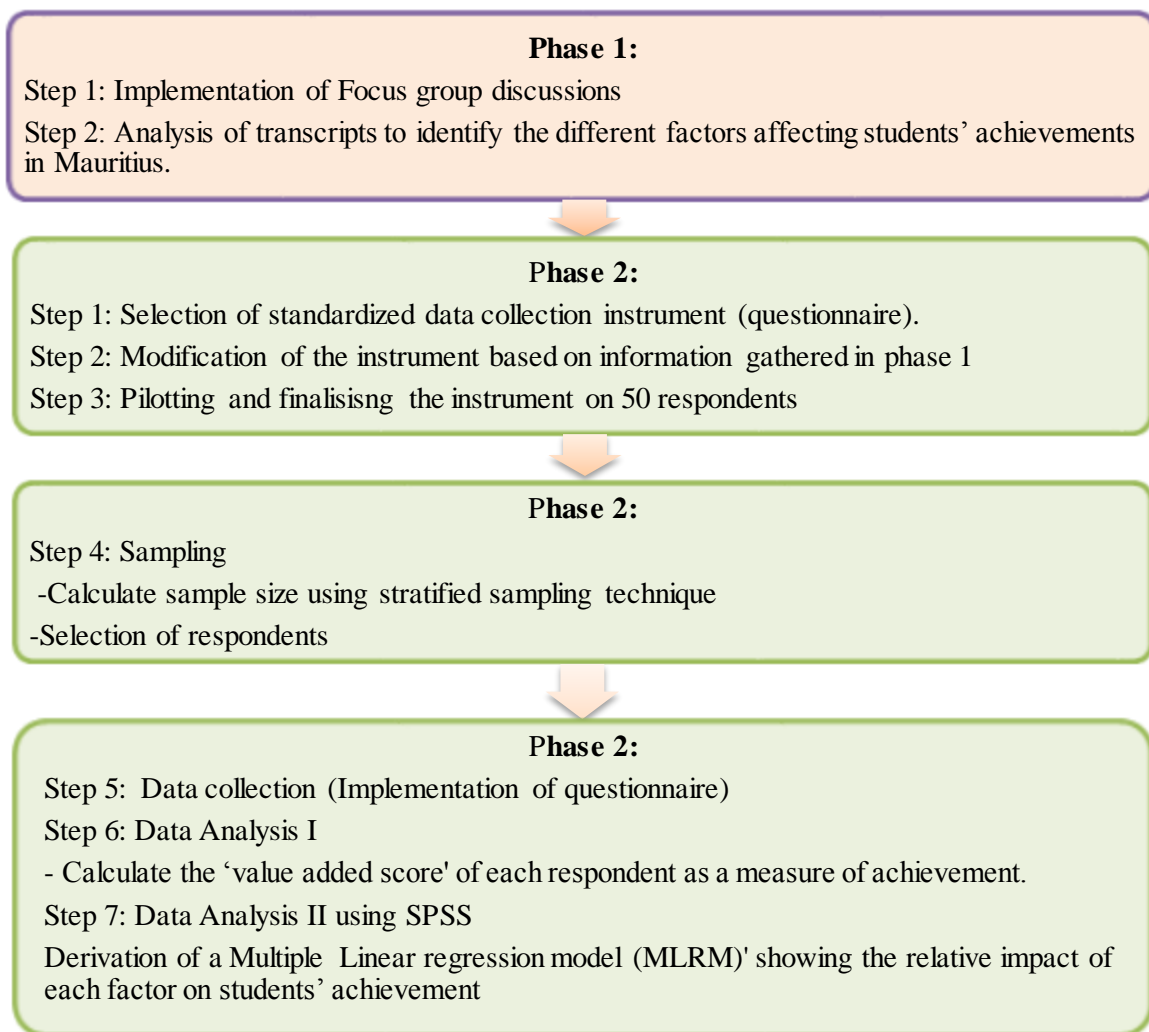 Phase 1:
Step 1: Implementation of Focus group discussions
Step 2: Analysis of transcripts to identify the different factors affecting students’ achievements
in Mauritius.
Phase 2:
Step 1: Selection of standardized data collection instrument (questionnaire).
Step 2: Modification of the instrument based on information gathered in phase 1
Step 3: Pilotting and finalisisng the instrument on 50 respondents
Phase 2:
Step 4: Sampling
-Calculate sample size using stratified sampling technique
-Selection of respondents
Phase 2:
Step 5: Data collection (Implementation of questionnaire)
Step 6: Data Analysis I
- Calculate the ‘value added score' of each respondent as a measure of achievement.
Step 7: Data Analysis II using SPSS
Derivation of a Multiple Linear regression model (MLRM)' showing the relative impact of
each factor on students’ achievement